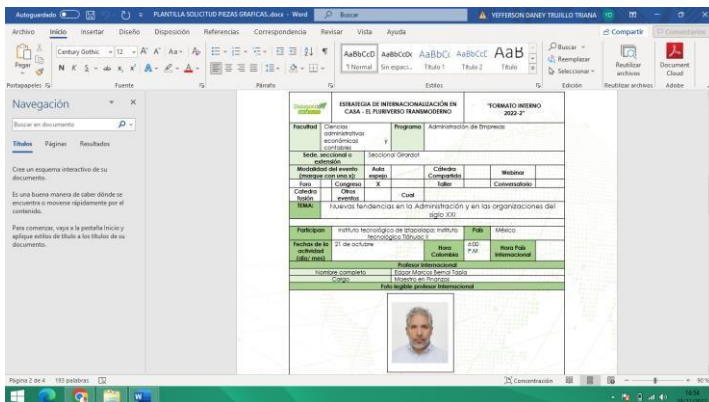 Autoguardado
PLANTILLA SOLICITUD PIEZAS GRAFICAS..docx - Word
Buscar
YEFFERSON DANEY TRUJILLO TRIANA
Archivo Inicio Insertar Diseño Disposición Referencias Correspondencia Revisar Vista Ayuda
Compartir Comentarios
Pegar
Century Gothic 12
N K S
AaBbCcD AaBbCcDc AaBbCc AaBbCcC AaB
1 Normal Sin espaci... Título 1 Título 2 Título
Buscar
Reemplazar
Seleccionar
Reutilizar archivos
Document Cloud
Portapapeles Fuente Párrafo Estilos Edición Reutilizar archivos Adobe
Navegación
Buscar en documento
Títulos Páginas Resultados
Cree un esquema interactivo de su
documento.
Es una buena manera de saber dónde se
encuentra o moverse rápidamente por el
contenido.
Para comenzar, vaya a la pestaña Inicio y
aplique estilos de título a los títulos de su
documento.
ESTRATEGIA DE INTERNACIONALIZACIÓN EN
CASA - EL PLURIVERSO TRANSMODERNO
"FORMATO INTERNO
2022-2"
Facultad Ciencias administrativas económicas y contables Programa Administración de Empresas
Sede, seccional o extensión Seccional Girardot
Modalidad del evento (marque con una x): Aula espejo Cátedra Compartida Webinar
Foro Congreso X Taller Conversatorio
Catedra fusión Otros eventos Cual
TEMA: Nuevas tendencias en la Administración y en las organizaciones del
siglo XXI
Participan Instituto tecnológico de Iztapalapa; Instituto tecnológico Tláhuac II País México
Fechas de la actividad (día/ mes) 21 de octubre Hora Colombia 6:00 P.M Hora País Internacional
Profesor Internacional
Nombre completo Edgar Marcos Bernal Tapia
Cargo Maestro en Finanzas
Foto legible profesor Internacional
Página 2 de 4 193 palabras
Concentración
90 %
14:54